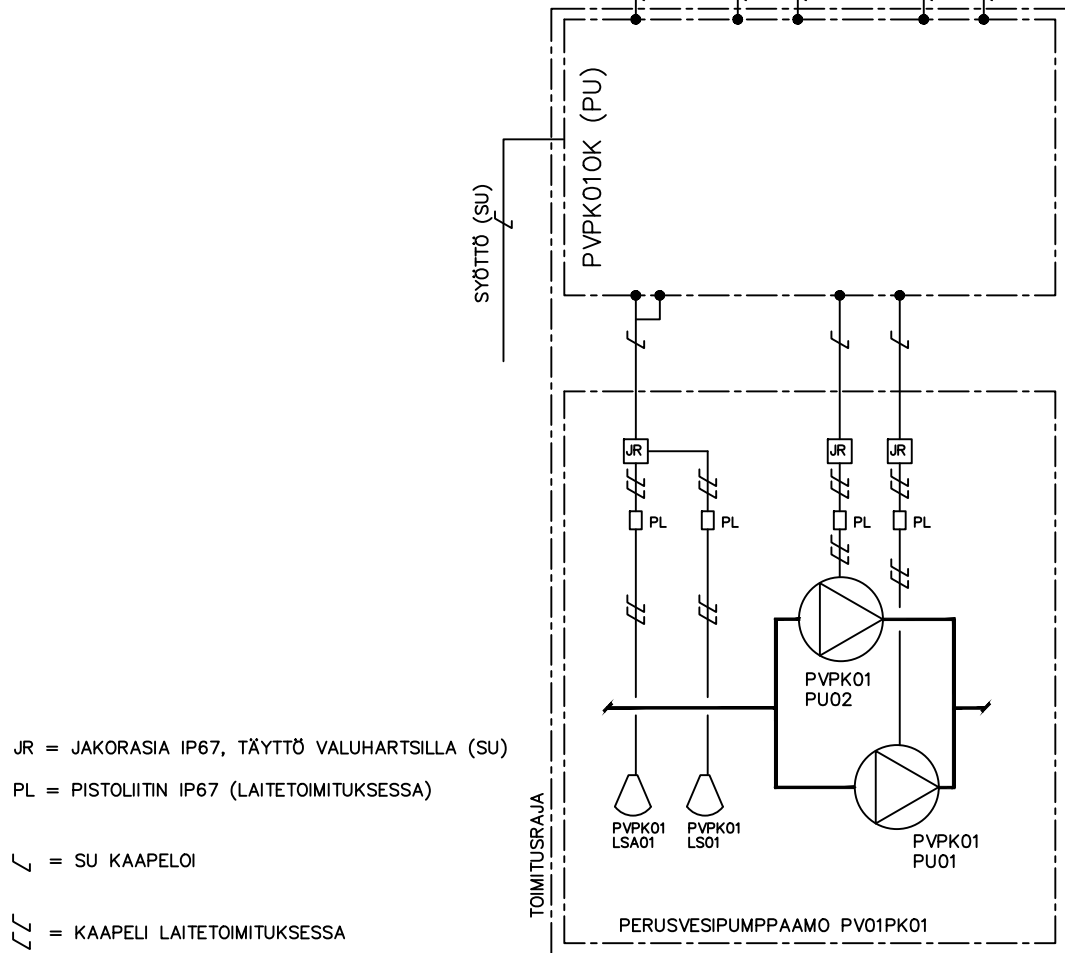 PVPK010K (PU)
SYÖTTÖ (SU)
JR
JR
JR
PL
PL
PL
PL
PVPK01
PU02
PVPK01
LSA01
PVPK01
LS01
PVPK01
PU01
TOIMITUSRAJA
PERUSVESIPUMPPAAMO PV01PK01
JR = JAKORASIA IP67, TÄYTTÖ VALUHARTSILLA (SU)
PL = PISTOLIITIN IP67 (LAITETOIMITUKSESSA)
= SU KAAPELOI
= KAAPELI LAITETOIMITUKSESSA